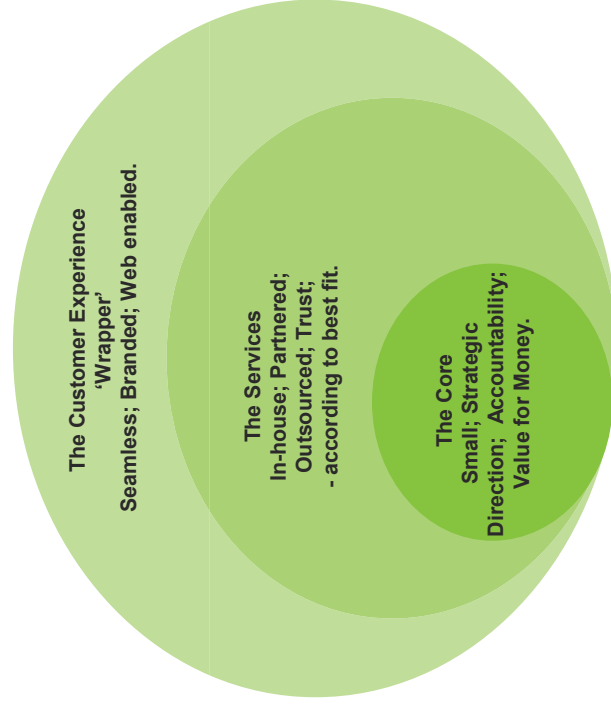 The Customer Experience
‘Wrapper’
Seamless; Branded; Web enabled.
The Services
In-house; Partnered;
Outsourced; Trust;
- according to best fit.
The Core
Small; Strategic
Direction; Accountability;
Value for Money.